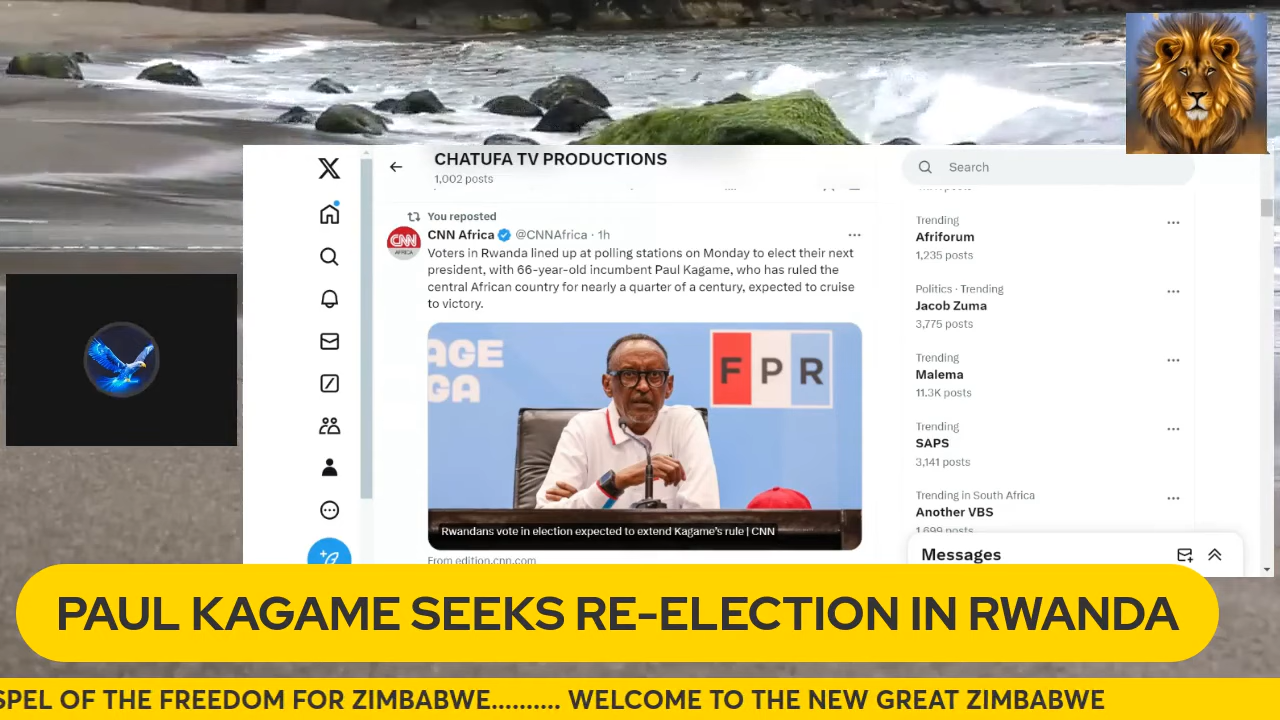 CHATUFA TV PRODUCTIONS
1,002 posts
You reposted
CNN Africa @CNNAfrica · 1h
CNN
AFRICA
Voters in Rwanda lined up at polling stations on Monday to elect their next
president, with 66-year-old incumbent Paul Kagame, who has ruled the
central African country for nearly a quarter of a century, expected to cruise
to victory.
AGE
GA
FPR
Rwandans vote in election expected to extend Kagame's rule | CNN
From edition.cnn.com
Search
Trending
Afriforum
1,235 posts
Politics · Trending
Jacob Zuma
3,775 posts
Trending
Malema
11.3K posts
Trending
SAPS
3,141 posts
Trending in South Africa
Another VBS
1,699 posts
Messages
PAUL KAGAME SEEKS RE-ELECTION IN RWANDA
SPEL OF THE FREEDOM FOR ZIMBABWE.......... WELCOME TO THE NEW GREAT ZIMBABWE